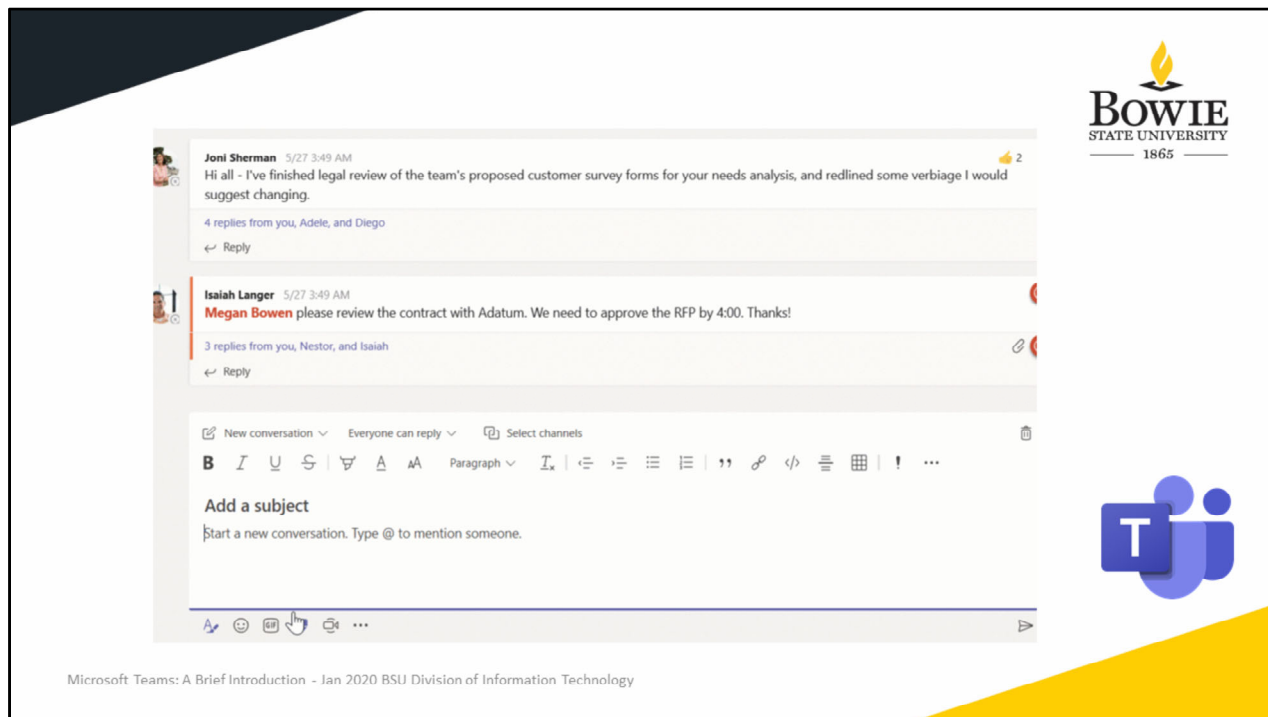 BOWIE
STATE UNIVERSITY
1865
Joni Sherman 5/27 3:49 AM
2
Hi all - I've finished legal review of the team's proposed customer survey forms for your needs analysis, and redlined some verbiage I would
suggest changing.
4 replies from you, Adele, and Diego
Reply
Isaiah Langer 5/27 3:49 AM
Megan Bowen please review the contract with Adatum. We need to approve the RFP by 4:00. Thanks!
3 replies from you, Nestor, and Isaiah
Reply
New conversation Everyone can reply Select channels
B I U S A AA Paragraph Tx </> ! ...
Add a subject
Start a new conversation. Type @ to mention someone.
A GIF ...
T
Microsoft Teams: A Brief Introduction - Jan 2020 BSU Division of Information Technology